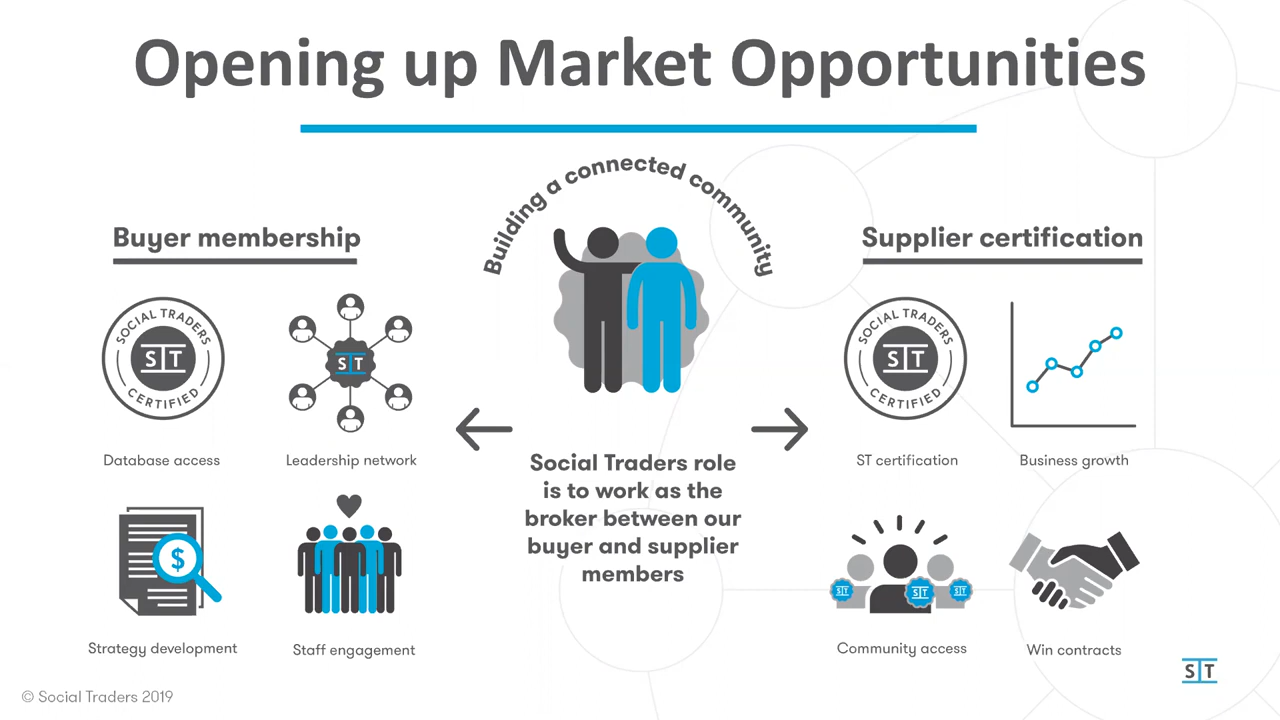 Opening up Market Opportunities
Building a connected community
Buyer membership
SOCIAL TRADERS
ST
CERTIFIED
Database access
ST
Leadership network
$
Strategy development
Staff engagement
Social Traders role
is to work as the
broker between our
buyer and supplier
members
Supplier certification
SOCIAL TRADERS
ST
CERTIFIED
ST certification
Business growth
ST
ST
ST
Community access
Win contracts
© Social Traders 2019
ST